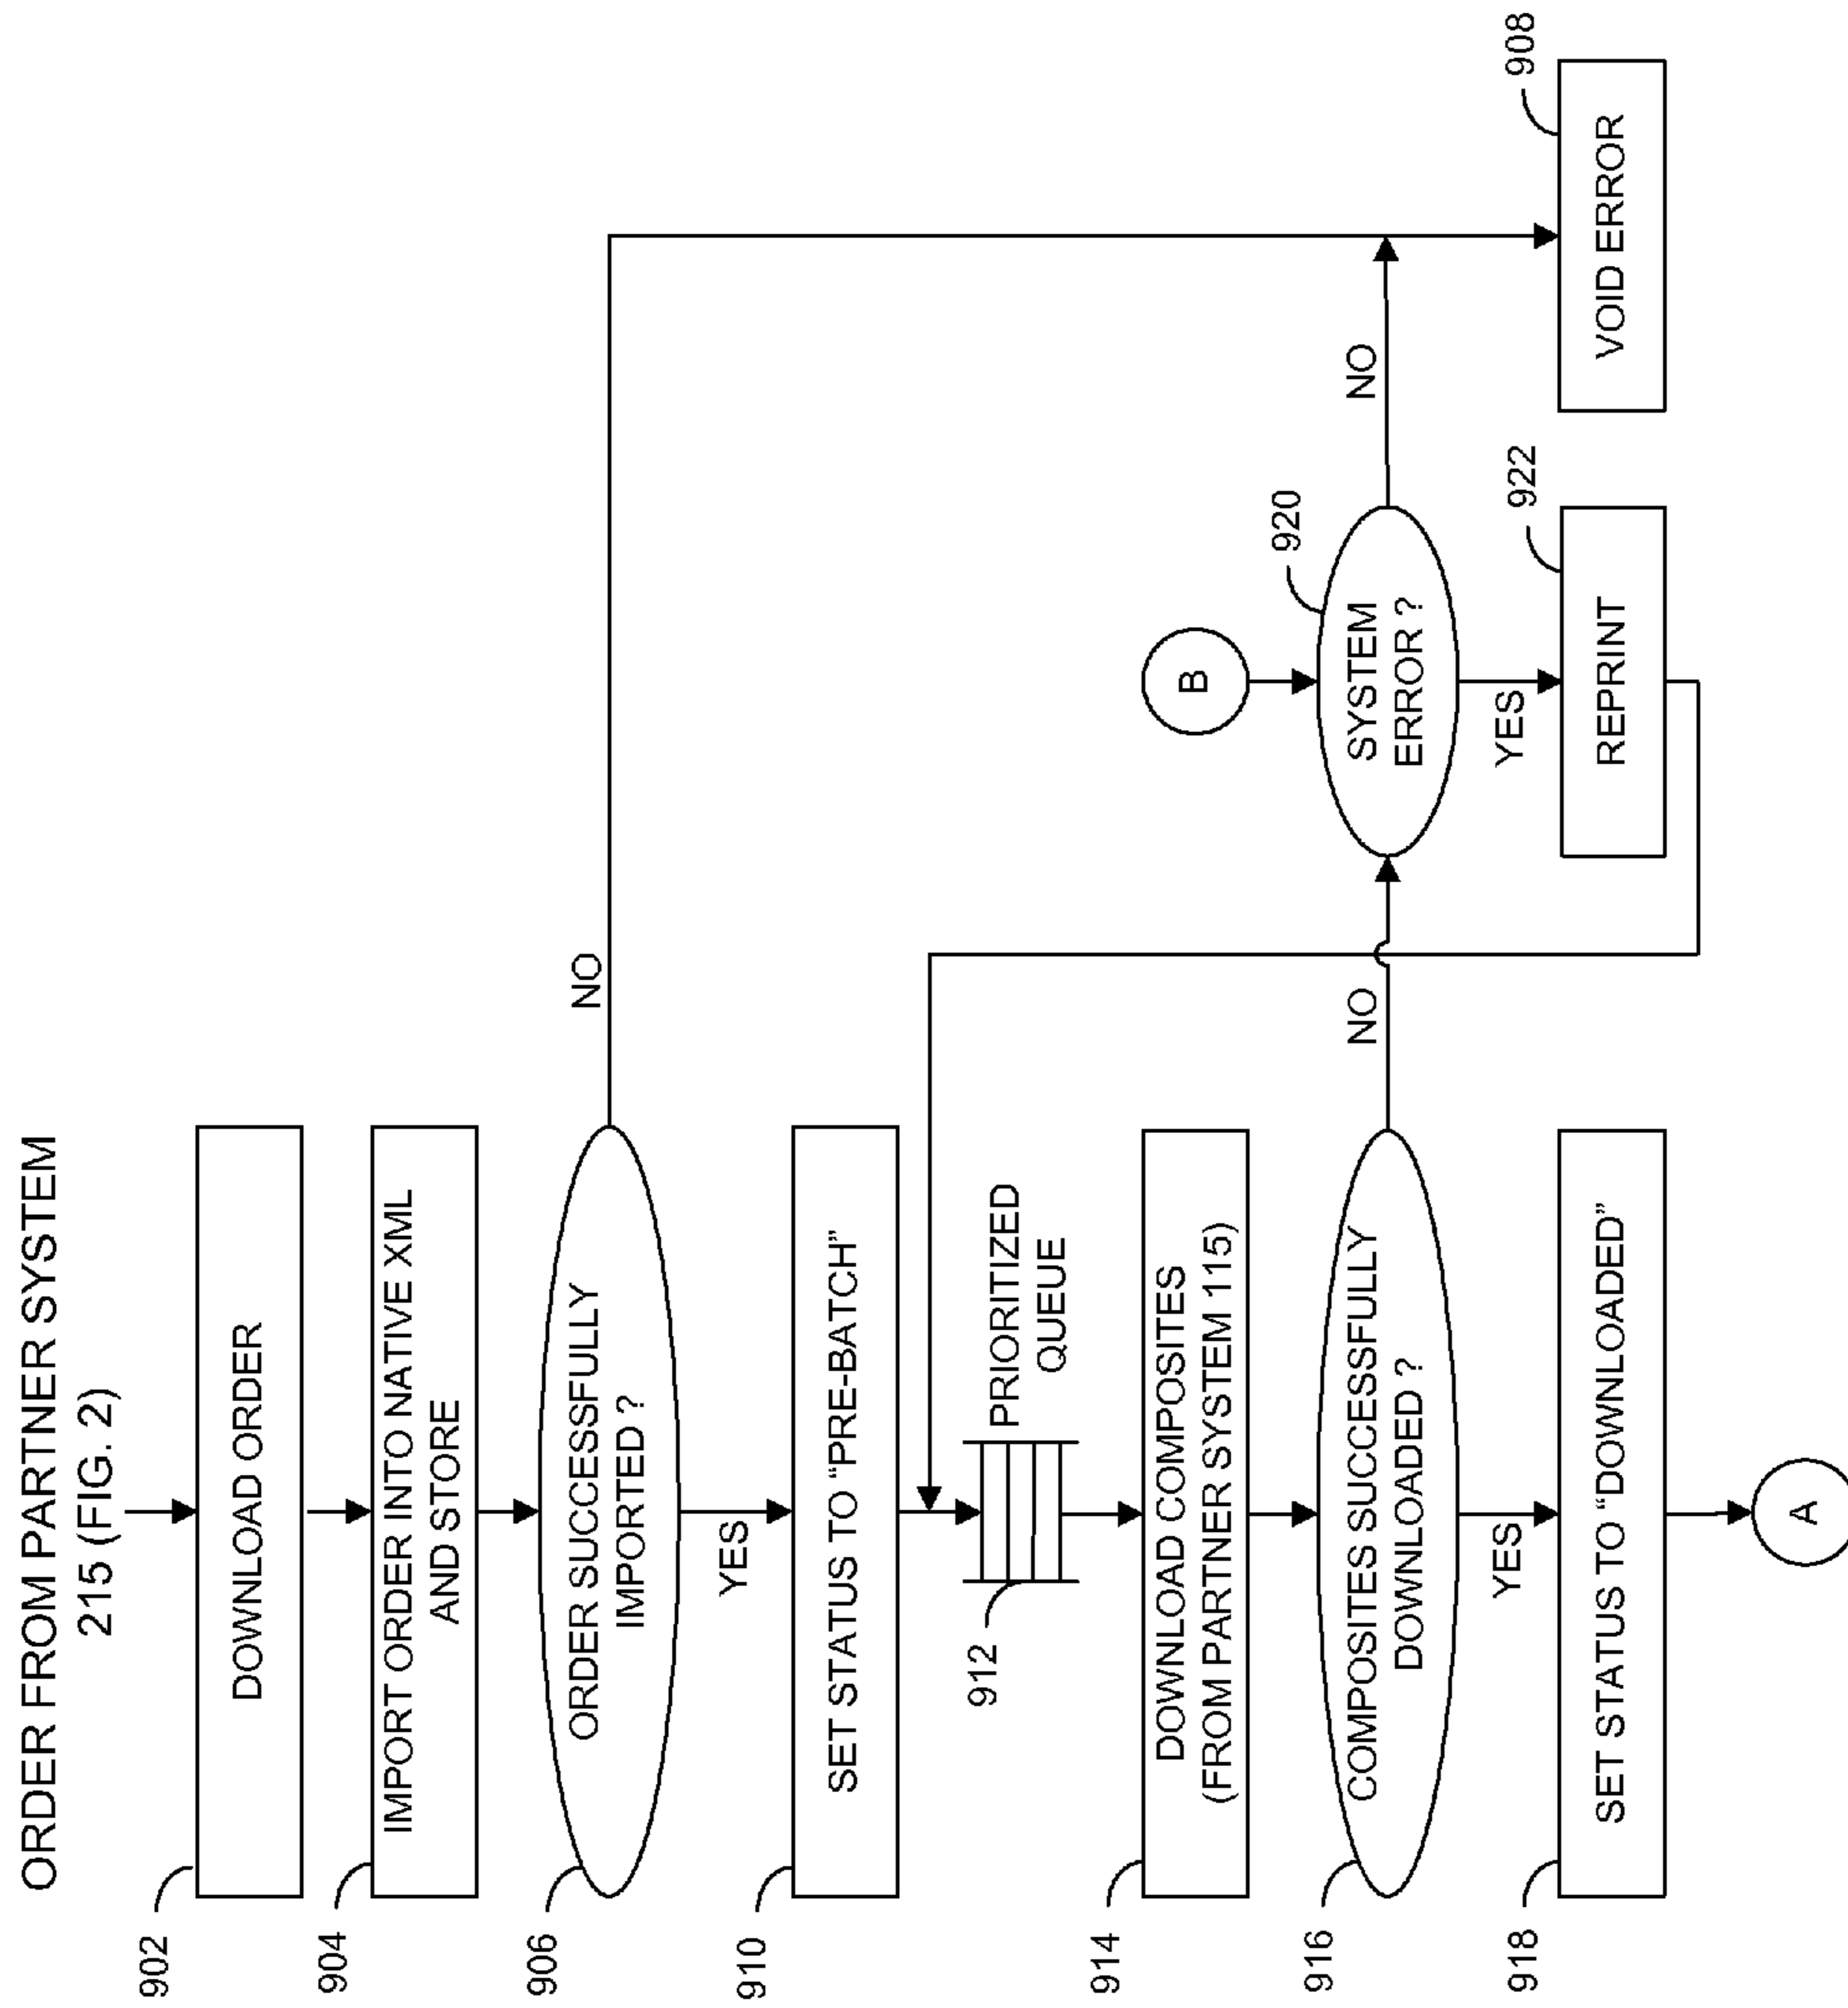 ORDER FROM PARTNER SYSTEM
215 (FIG. 2)
902
DOWNLOAD ORDER
904
IMPORT ORDER INTO NATIVE XML
AND STORE
906
ORDER SUCCESSFULLY
IMPORTED ?
NO
YES
910
SET STATUS TO “PRE-BATCH”
912
PRIORITIZED
QUEUE
914
DOWNLOAD COMPOSITES
(FROM PARTNER SYSTEM 115)
916
COMPOSITES SUCCESSFULLY
DOWNLOADED ?
NO
YES
B
920
SYSTEM
ERROR ?
NO
YES
918
SET STATUS TO “DOWNLOADED”
922
REPRINT
908
VOID ERROR
A